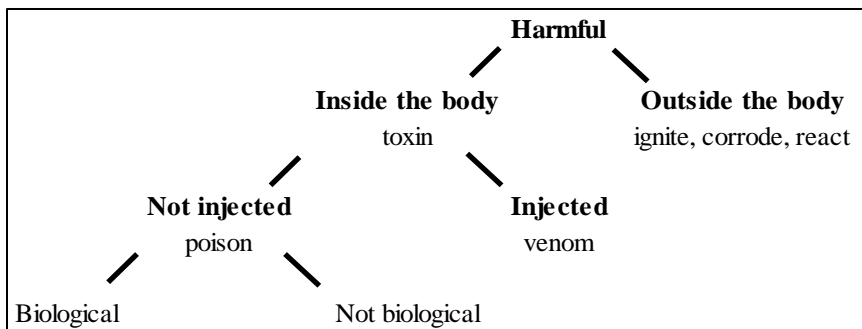 Harmful
Inside the body Outside the body
toxin ignite, corrode, react
Not injected Injected
poison venom
Biological Not biological